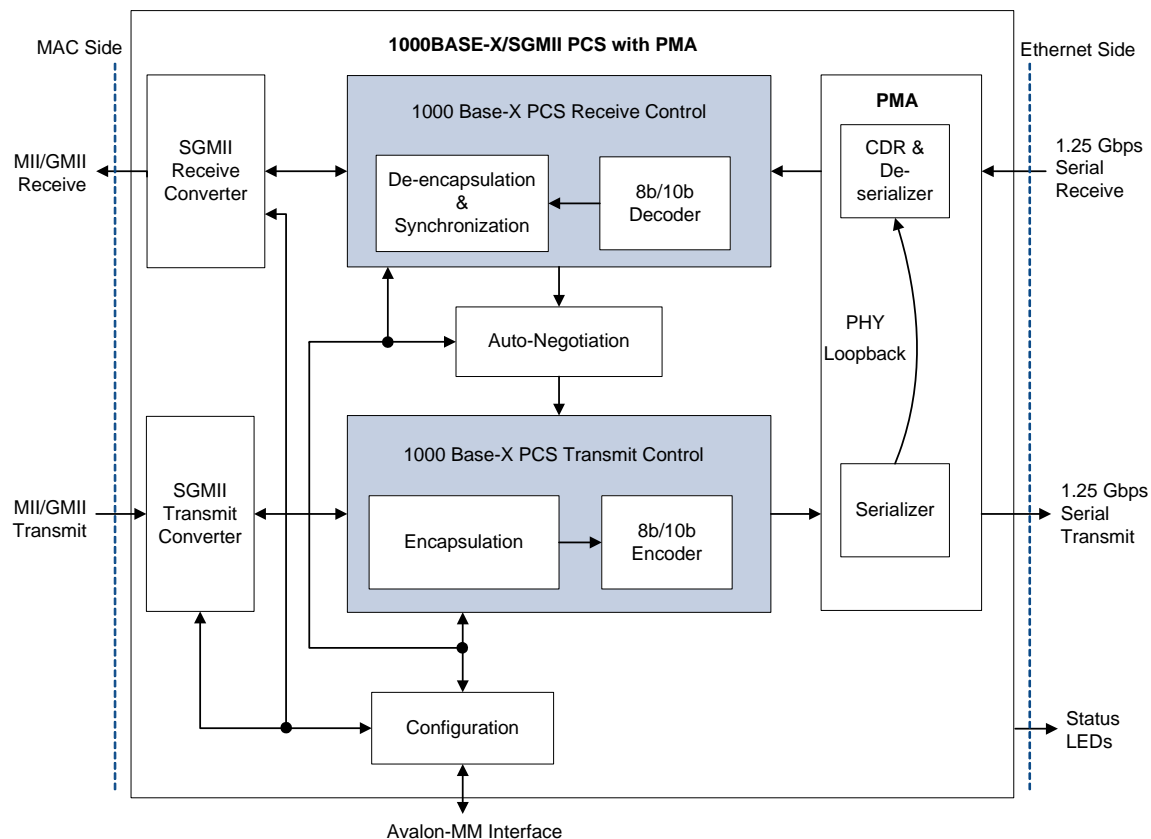 MAC Side
1000BASE-X/SGMII PCS with PMA
Ethernet Side
MII/GMII
Receive
SGMII
Receive
Converter
1000 Base-X PCS Receive Control
De-encapsulation
&
Synchronization
8b/10b
Decoder
PMA
CDR &
De-
serializer
1.25 Gbps
Serial
Receive
Auto-Negotiation
PHY
Loopback
MII/GMII
Transmit
SGMII
Transmit
Converter
1000 Base-X PCS Transmit Control
Encapsulation
8b/10b
Encoder
Serializer
1.25 Gbps
Serial
Transmit
Configuration
Status
LEDs
Avalon-MM Interface